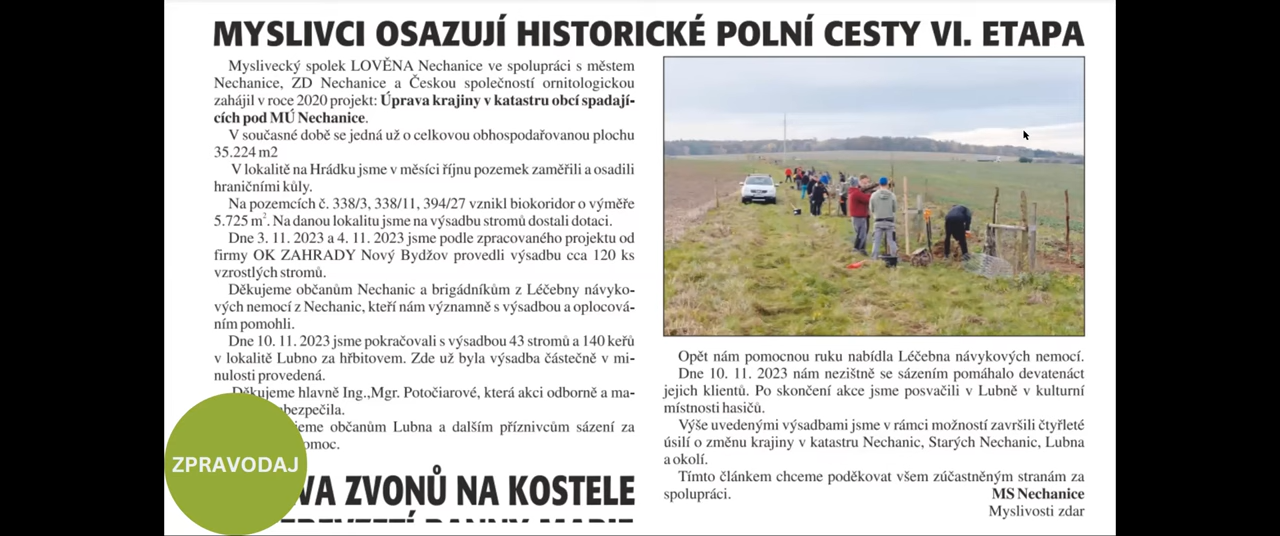 MYSLIVCI OSAZUJÍ HISTORICKÉ POLNÍ CESTY VI. ETAPA
Myslivecký spolek LOVĚNA Nechanice ve spolupráci s městem
Nechanice, ZD Nechanice a Českou společností ornitologickou
zahájil v roce 2020 projekt: Úprava krajiny v katastru obcí spadají-
cích pod MÚ Nechanice.
V současné době se jedná už o celkovou obhospodařovanou plochu
35.224 m2
V lokalitě na Hrádku jsme v měsíci říjnu pozemek zaměřili a osadili
hraničními kůly.
Na pozemcích č. 338/3, 338/11, 394/27 vznikl biokoridor o výměře
5.725 m². Na danou lokalitu jsme na výsadbu stromů dostali dotaci.
Dne 3. 11. 2023 a 4. 11. 2023 jsme podle zpracovaného projektu od
firmy OK ZAHRADY Nový Bydžov provedli výsadbu cca 120 ks
vzrostlých stromů.
Děkujeme občanům Nechanic a brigádníkům z Léčebny návyko-
vých nemocí z Nechanic, kteří nám významně s výsadbou a oplocová-
ním pomohli.
Dne 10. 11. 2023 jsme pokračovali s výsadbou 43 stromů a 140 keřů
v lokalitě Lubno za hřbitovem. Zde už byla výsadba částečně v mi-
nulosti provedená.
Děkujeme hlavně Ing.,Mgr. Potočiarové, která akci odborně a ma-
bezpečila.
jeme občanům Lubna a dalším příznivcům sázení za
omoc.
ZPRAVODAJ
VA ZVONŮ NA KOSTELE
Opět nám pomocnou ruku nabídla Léčebna návykových nemocí.
Dne 10. 11. 2023 nám nezištně se sázením pomáhalo devatenáct
jejich klientů. Po skončení akce jsme posvačili v Lubně v kulturní
místnosti hasičů.
Výše uvedenými výsadbami jsme v rámci možností završili čtyřleté
úsilí o změnu krajiny v katastru Nechanic, Starých Nechanic, Lubna
a okolí.
Tímto článkem chceme poděkovat všem zúčastněným stranám za
spolupráci. MS Nechanice
Myslivosti zdar